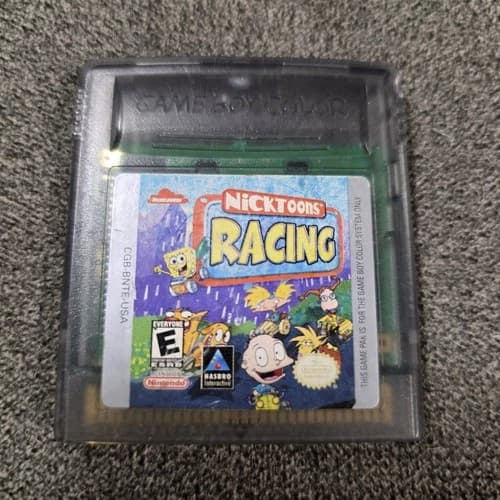 GAME BOY COLOR
NICKELODEON
NICKTOONS
RACING
CGB-BNTE-USA
THIS GAME PAK IS FOR THE GAME BOY COLOR SYSTEM ONLY
EVERYONE
E
ESRB
Nintendo
HASBRO
Interactive